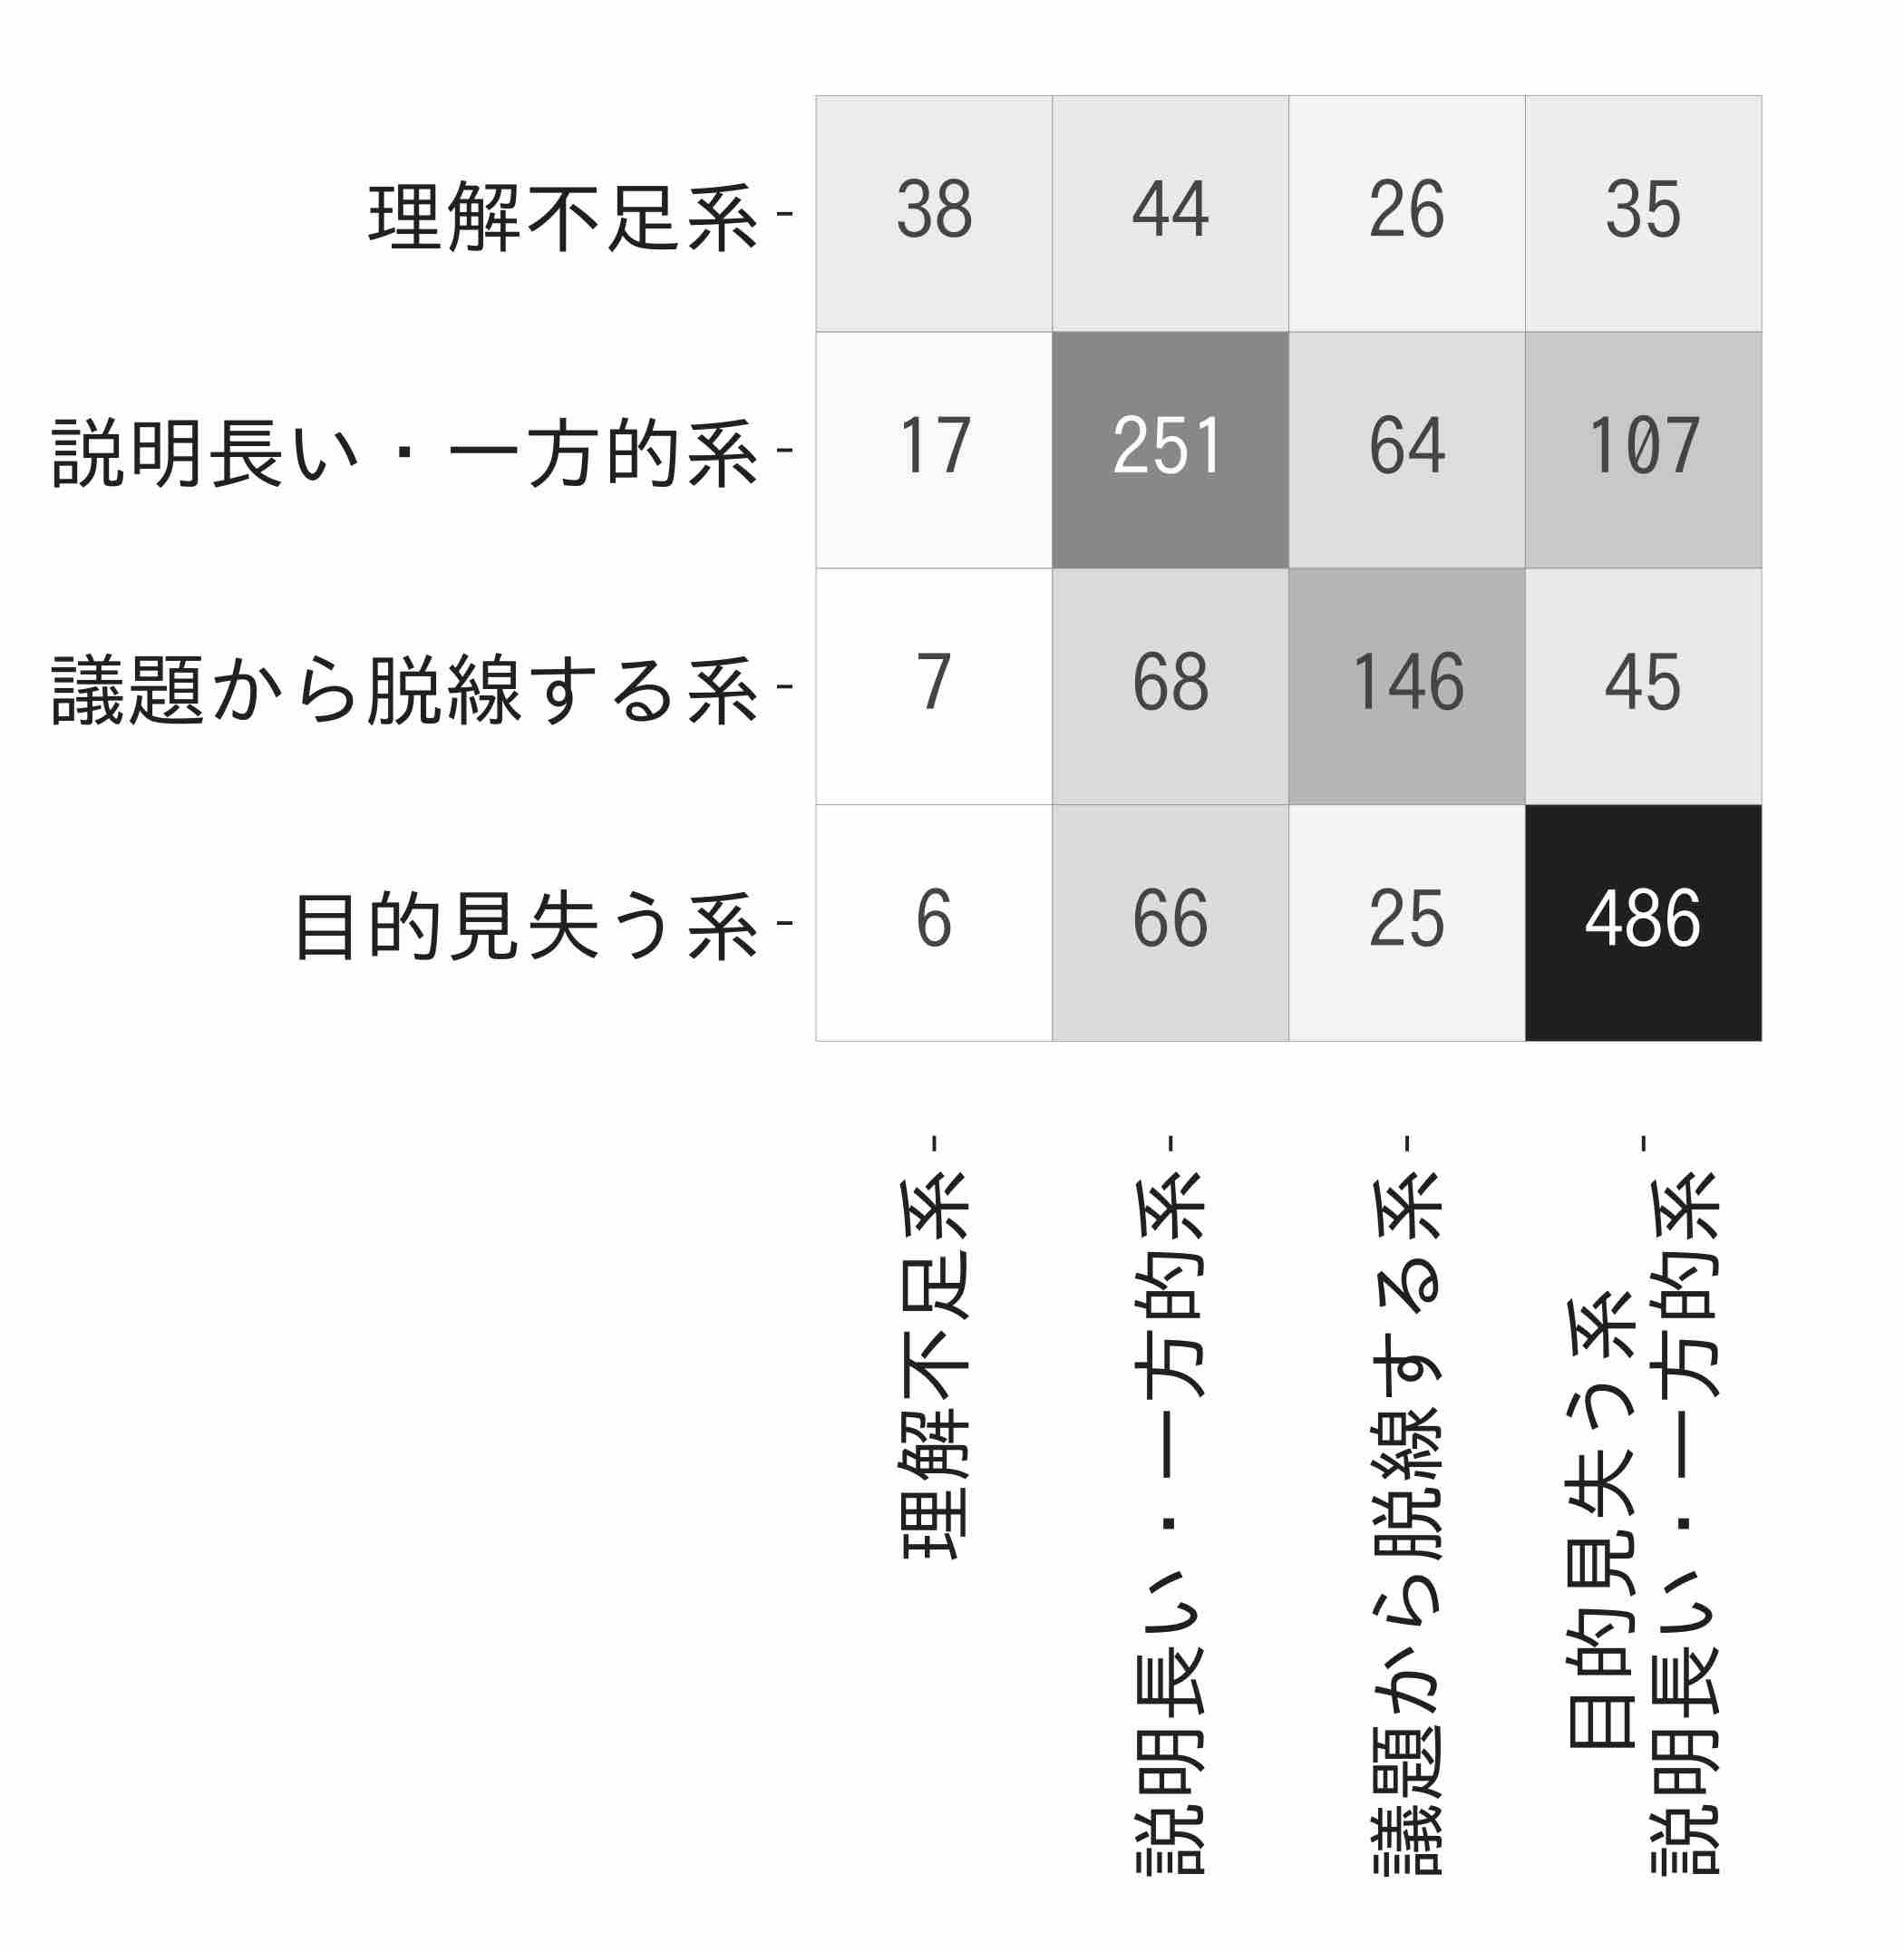 理解不足系 38 44 26 35
説明長い・一方的系 17 251 64 107
議題から脱線する系 7 68 146 45
目的見失う系 6 66 25 486
理解不足系
説明長い・一方的系
議題から脱線する系
目的見失う系
説明長い・一方的系